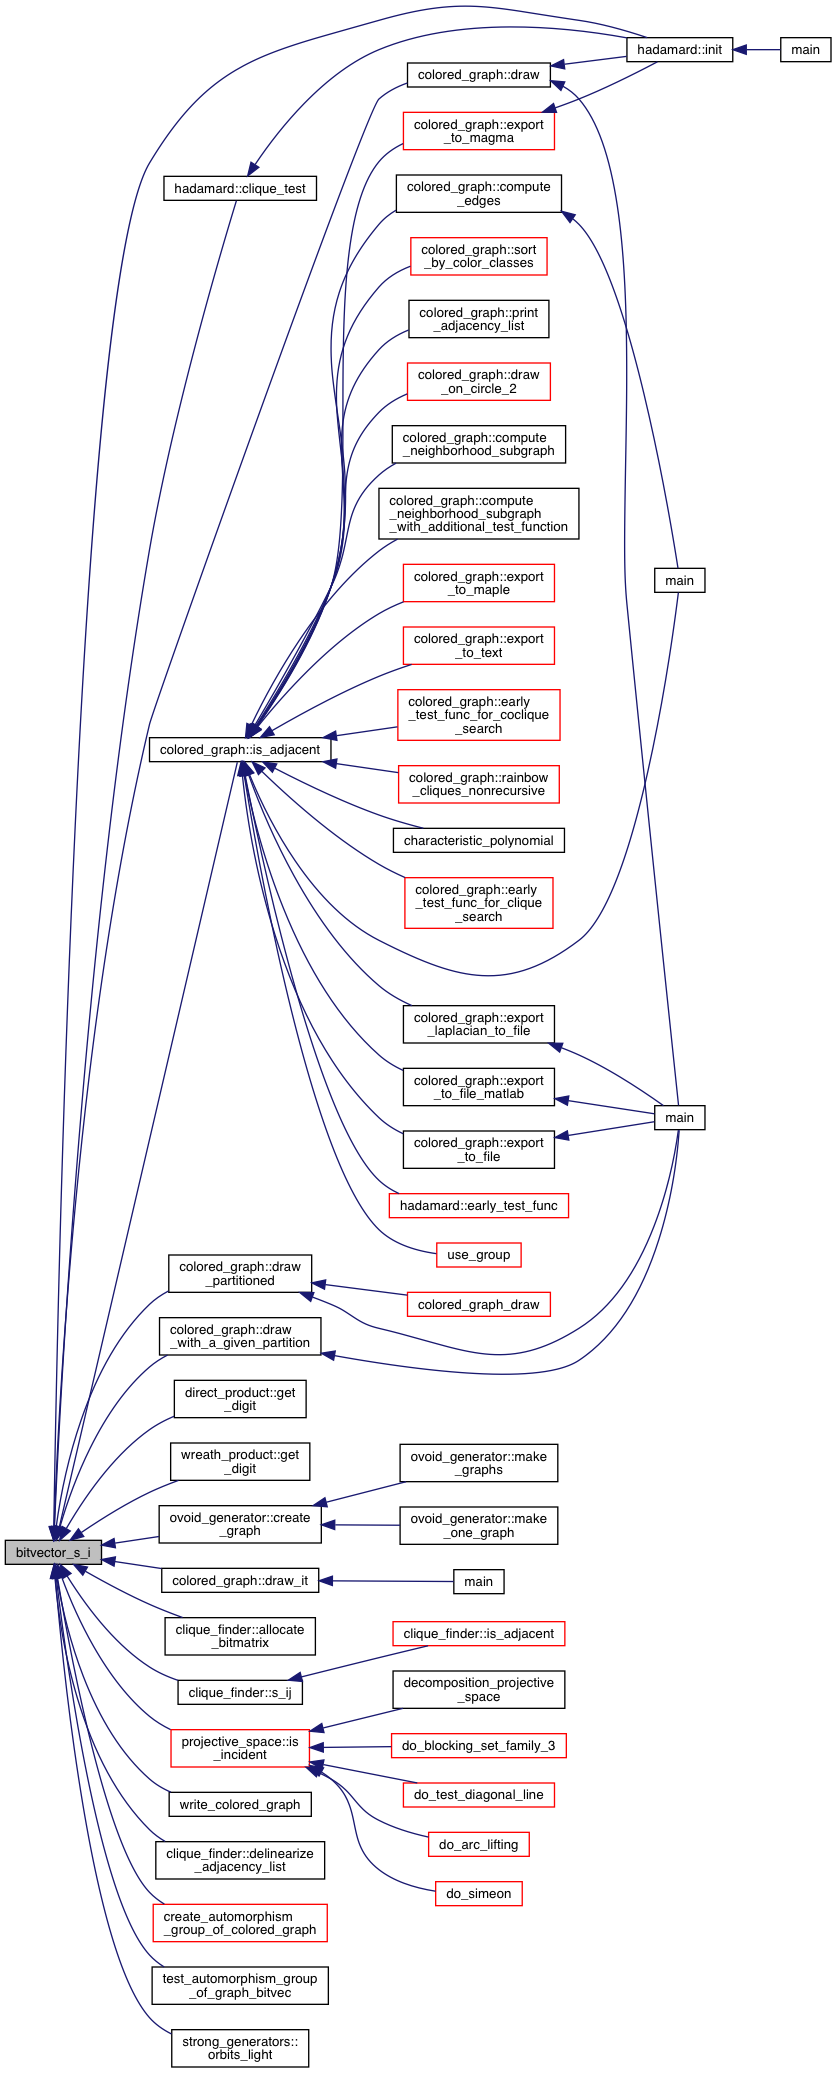 hadamard::init
main
colored_graph::draw
colored_graph::export
_to_magma
hadamard::clique_test
colored_graph::compute
_edges
colored_graph::sort
_by_color_classes
colored_graph::print
_adjacency_list
colored_graph::draw
_on_circle_2
colored_graph::compute
_neighborhood_subgraph
colored_graph::compute
_neighborhood_subgraph
_with_additional_test_function
colored_graph::export
_to_maple
main
colored_graph::export
_to_text
colored_graph::early
_test_func_for_coclique
_search
colored_graph::is_adjacent
colored_graph::rainbow
_cliques_nonrecursive
characteristic_polynomial
colored_graph::early
_test_func_for_clique
_search
colored_graph::export
_laplacian_to_file
colored_graph::export
_to_file_matlab
main
colored_graph::export
_to_file
hadamard::early_test_func
use_group
colored_graph::draw
_partitioned
colored_graph_draw
colored_graph::draw
_with_a_given_partition
direct_product::get
_digit
wreath_product::get
_digit
ovoid_generator::make
_graphs
ovoid_generator::create
_graph
ovoid_generator::make
_one_graph
bitvector_s_i
colored_graph::draw_it
main
clique_finder::allocate
_bitmatrix
clique_finder::is_adjacent
clique_finder::s_ij
decomposition_projective
_space
projective_space::is
_incident
do_blocking_set_family_3
do_test_diagonal_line
write_colored_graph
do_arc_lifting
clique_finder::delinearize
_adjacency_list
do_simeon
create_automorphism
_group_of_colored_graph
test_automorphism_group
_of_graph_bitvec
strong_generators::
orbits_light